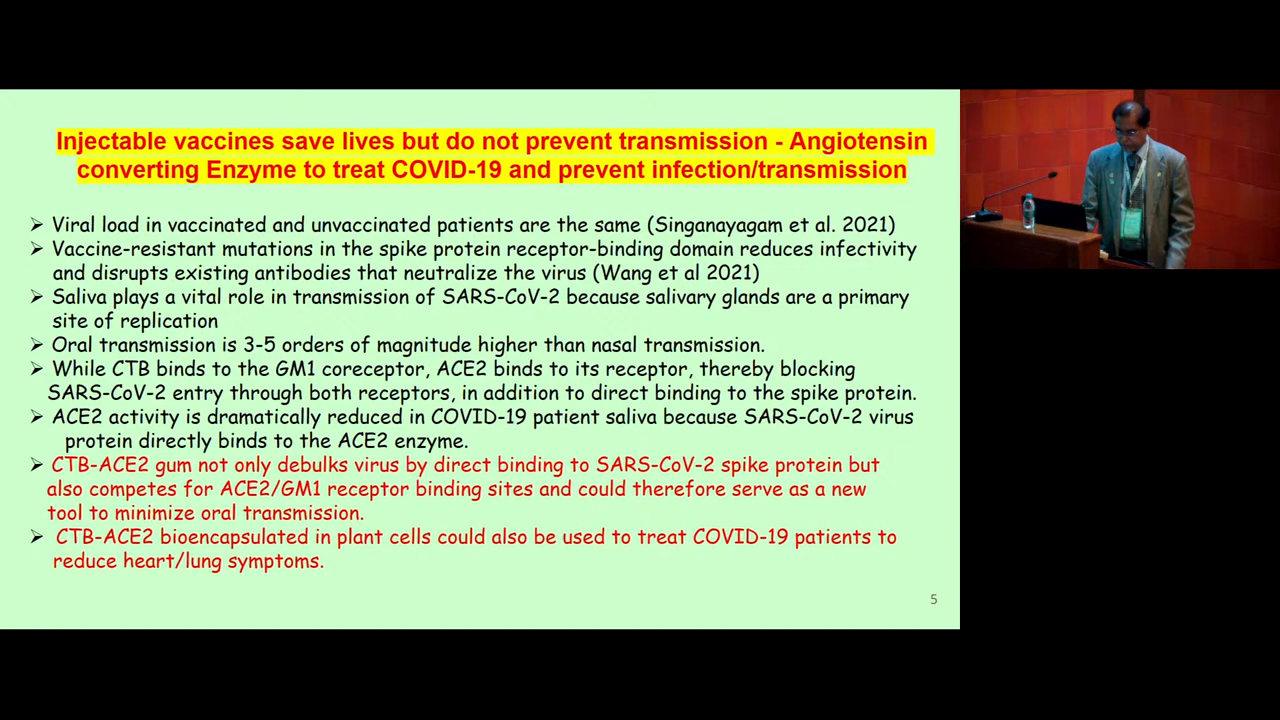 Injectable vaccines save lives but do not prevent transmission - Angiotensin
converting Enzyme to treat COVID-19 and prevent infection/transmission
➢ Viral load in vaccinated and unvaccinated patients are the same (Singanayagam et al. 2021)
➢ Vaccine-resistant mutations in the spike protein receptor-binding domain reduces infectivity
and disrupts existing antibodies that neutralize the virus (Wang et al 2021)
➢ Saliva plays a vital role in transmission of SARS-CoV-2 because salivary glands are a primary
site of replication
➢ Oral transmission is 3-5 orders of magnitude higher than nasal transmission.
➢ While CTB binds to the GM1 coreceptor, ACE2 binds to its receptor, thereby blocking
SARS-CoV-2 entry through both receptors, in addition to direct binding to the spike protein.
➢ ACE2 activity is dramatically reduced in COVID-19 patient saliva because SARS-CoV-2 virus
protein directly binds to the ACE2 enzyme.
➢ CTB-ACE2 gum not only debulks virus by direct binding to SARS-CoV-2 spike protein but
also competes for ACE2/GM1 receptor binding sites and could therefore serve as a new
tool to minimize oral transmission.
➢ CTB-ACE2 bioencapsulated in plant cells could also be used to treat COVID-19 patients to
reduce heart/lung symptoms.
5